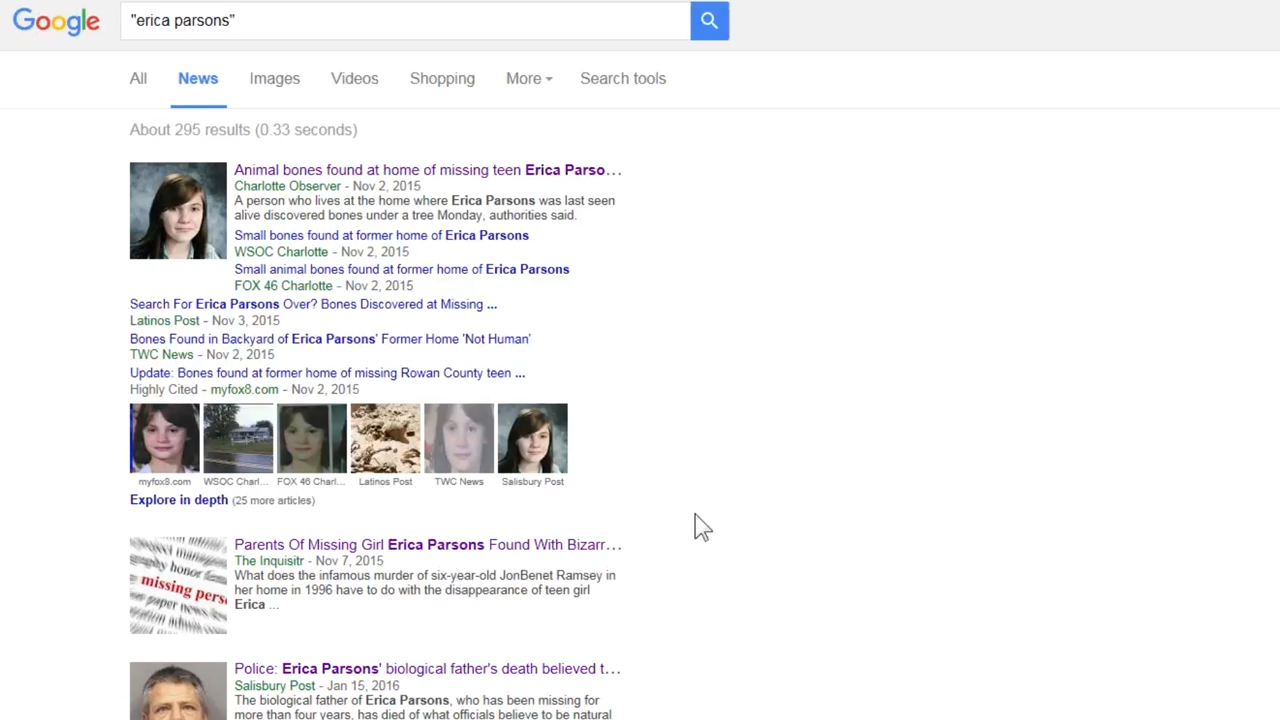 Google
"erica parsons"
All News Images Videos Shopping More Search tools
About 295 results (0.33 seconds)
Animal bones found at home of missing teen Erica Parso...
Charlotte Observer - Nov 2, 2015
A person who lives at the home where Erica Parsons was last seen
alive discovered bones under a tree Monday, authorities said.
Small bones found at former home of Erica Parsons
WSOC Charlotte - Nov 2, 2015
Small animal bones found at former home of Erica Parsons
FOX 46 Charlotte - Nov 2, 2015
Search For Erica Parsons Over? Bones Discovered at Missing ...
Latinos Post - Nov 3, 2015
Bones Found in Backyard of Erica Parsons' Former Home 'Not Human'
TWC News - Nov 2, 2015
Update: Bones found at former home of missing Rowan County teen ...
Highly Cited - myfox8.com - Nov 2, 2015
myfox8.com WSOC Charl... FOX 46 Charl... Latinos Post TWC News Salisbury Post
Explore in depth (25 more articles)
Parents Of Missing Girl Erica Parsons Found With Bizarr...
The Inquisitr - Nov 7, 2015
What does the infamous murder of six-year-old JonBenet Ramsey in
her home in 1996 have to do with the disappearance of teen girl
Erica ...
honor
missing pers
paper news
Police: Erica Parsons' biological father's death believed t...
Salisbury Post - Jan 15, 2016
The biological father of Erica Parsons, who has been missing for
more than four years, has died of what officials believe to be natural